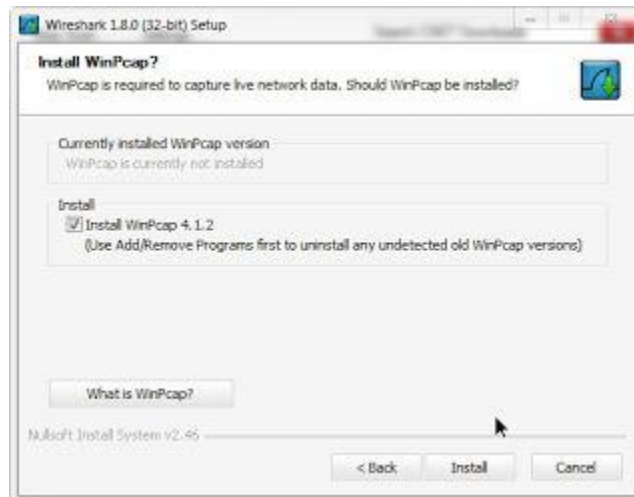 Wireshark 1.8.0 (32-bit) Setup
Install WinPcap?
WinPcap is required to capture live network data. Should WinPcap be installed?
Currently installed WinPcap version
WinPcap is currently not installed
Install
Install WinPcap 4.1.2
(Use Add/Remove Programs first to uninstall any undetected old WinPcap versions)
What is WinPcap?
Nullsoft Install System v2.46
< Back Install Cancel